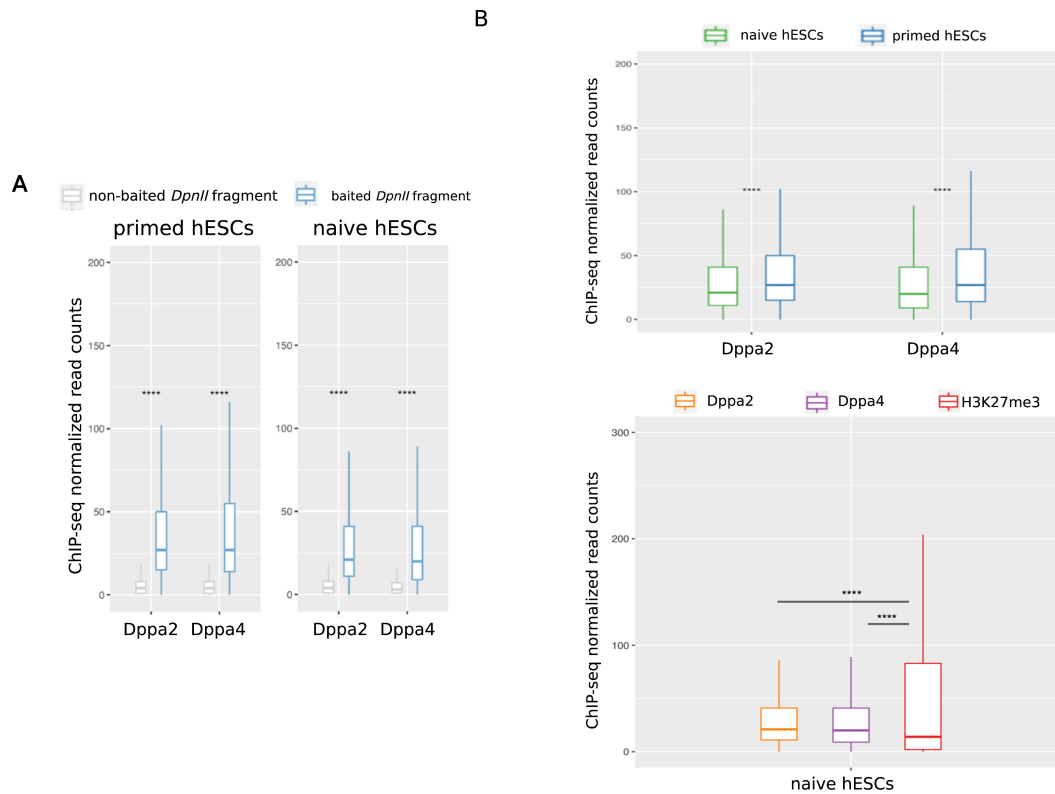 A
non-baited DpnII fragment baited DpnII fragment
primed hESCs naive hESCs
ChIP-seq normalized read counts
200
150
100
50
0
**** ****
Dppa2 Dppa4
200
150
100
50
0
**** ****
Dppa2 Dppa4
B
naive hESCs primed hESCs
ChIP-seq normalized read counts
200
150
100
50
0
**** ****
Dppa2 Dppa4
Dppa2 Dppa4 H3K27me3
ChIP-seq normalized read counts
300
200
100
0
****
****
naive hESCs